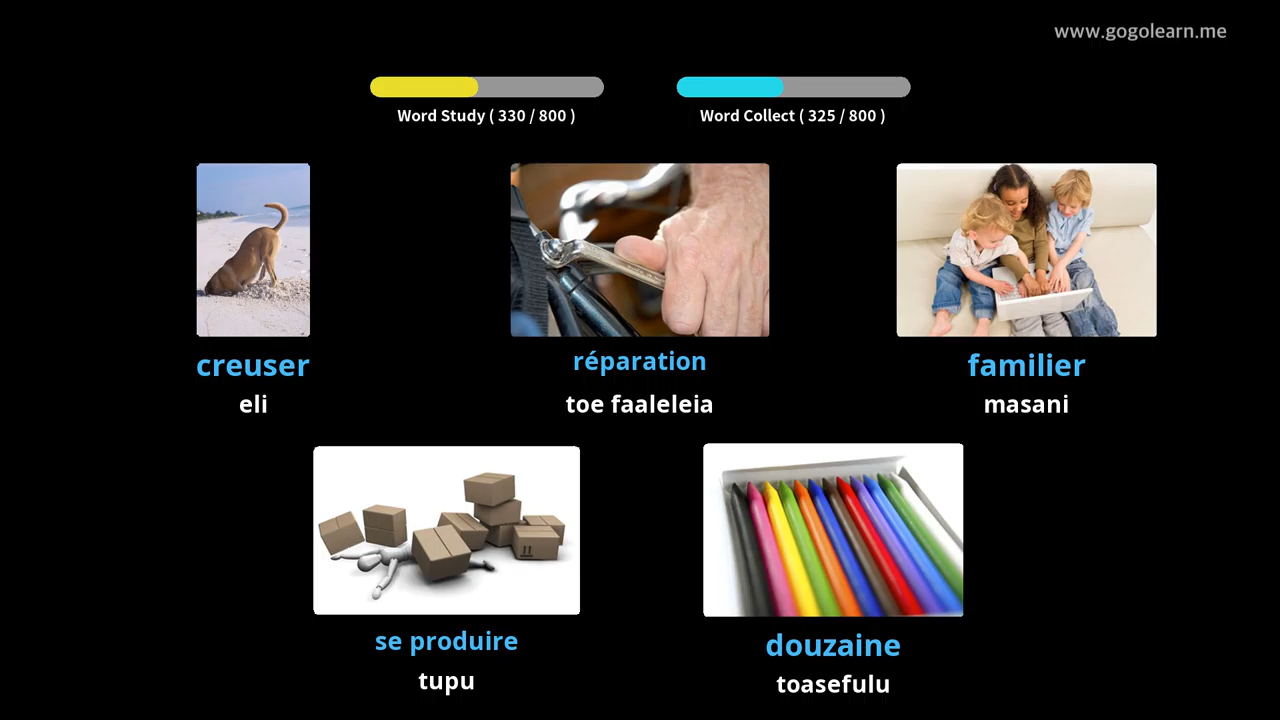 www.gogolearn.me
Word Study ( 330 / 800 )
Word Collect ( 325 / 800 )
creuser
eli
réparation
toe faaleleia
familier
masani
se produire
tupu
douzaine
toasefulu